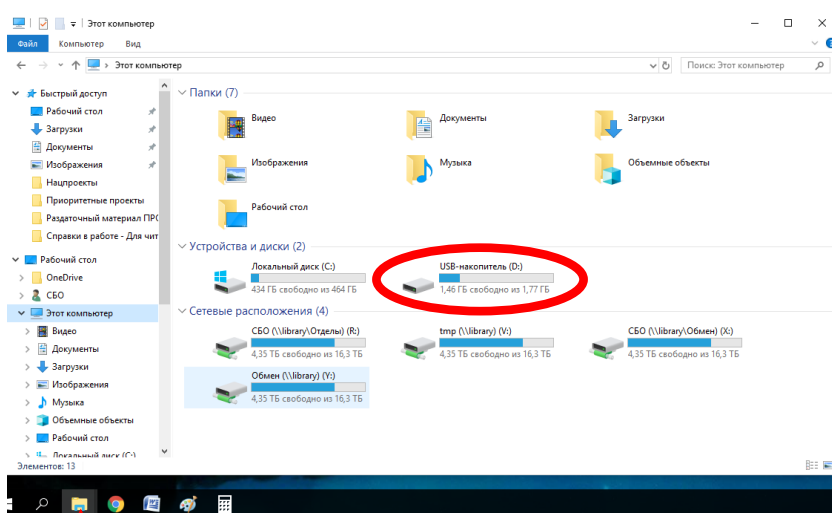 Этот компьютер
Файл Компьютер Вид
Этот компьютер
Поиск: Этот компьютер
Быстрый доступ
Рабочий стол
Загрузки
Документы
Изображения
Нацпроекты
Приоритетные проекты
Раздаточный материал ПРО
Справки в работе - Для чит
Рабочий стол
OneDrive
СБО
Этот компьютер
Видео
Документы
Загрузки
Изображения
Музыка
Объемные объекты
Рабочий стол
Локальный диск (C:)
Папки (7)
Видео
Документы
Загрузки
Изображения
Музыка
Объемные объекты
Рабочий стол
Устройства и диски (2)
Локальный диск (C:)
434 ГБ свободно из 464 ГБ
USB-накопитель (D:)
1,46 ГБ свободно из 1,77 ГБ
Сетевые расположения (4)
СБО (\\library\Отделы) (R:)
4,35 ТБ свободно из 16,3 ТБ
tmp (\\library) (V:)
4,35 ТБ свободно из 16,3 ТБ
СБО (\\library\Обмен) (X:)
4,35 ТБ свободно из 16,3 ТБ
Обмен (\\library) (Y:)
4,35 ТБ свободно из 16,3 ТБ
Элементов: 13